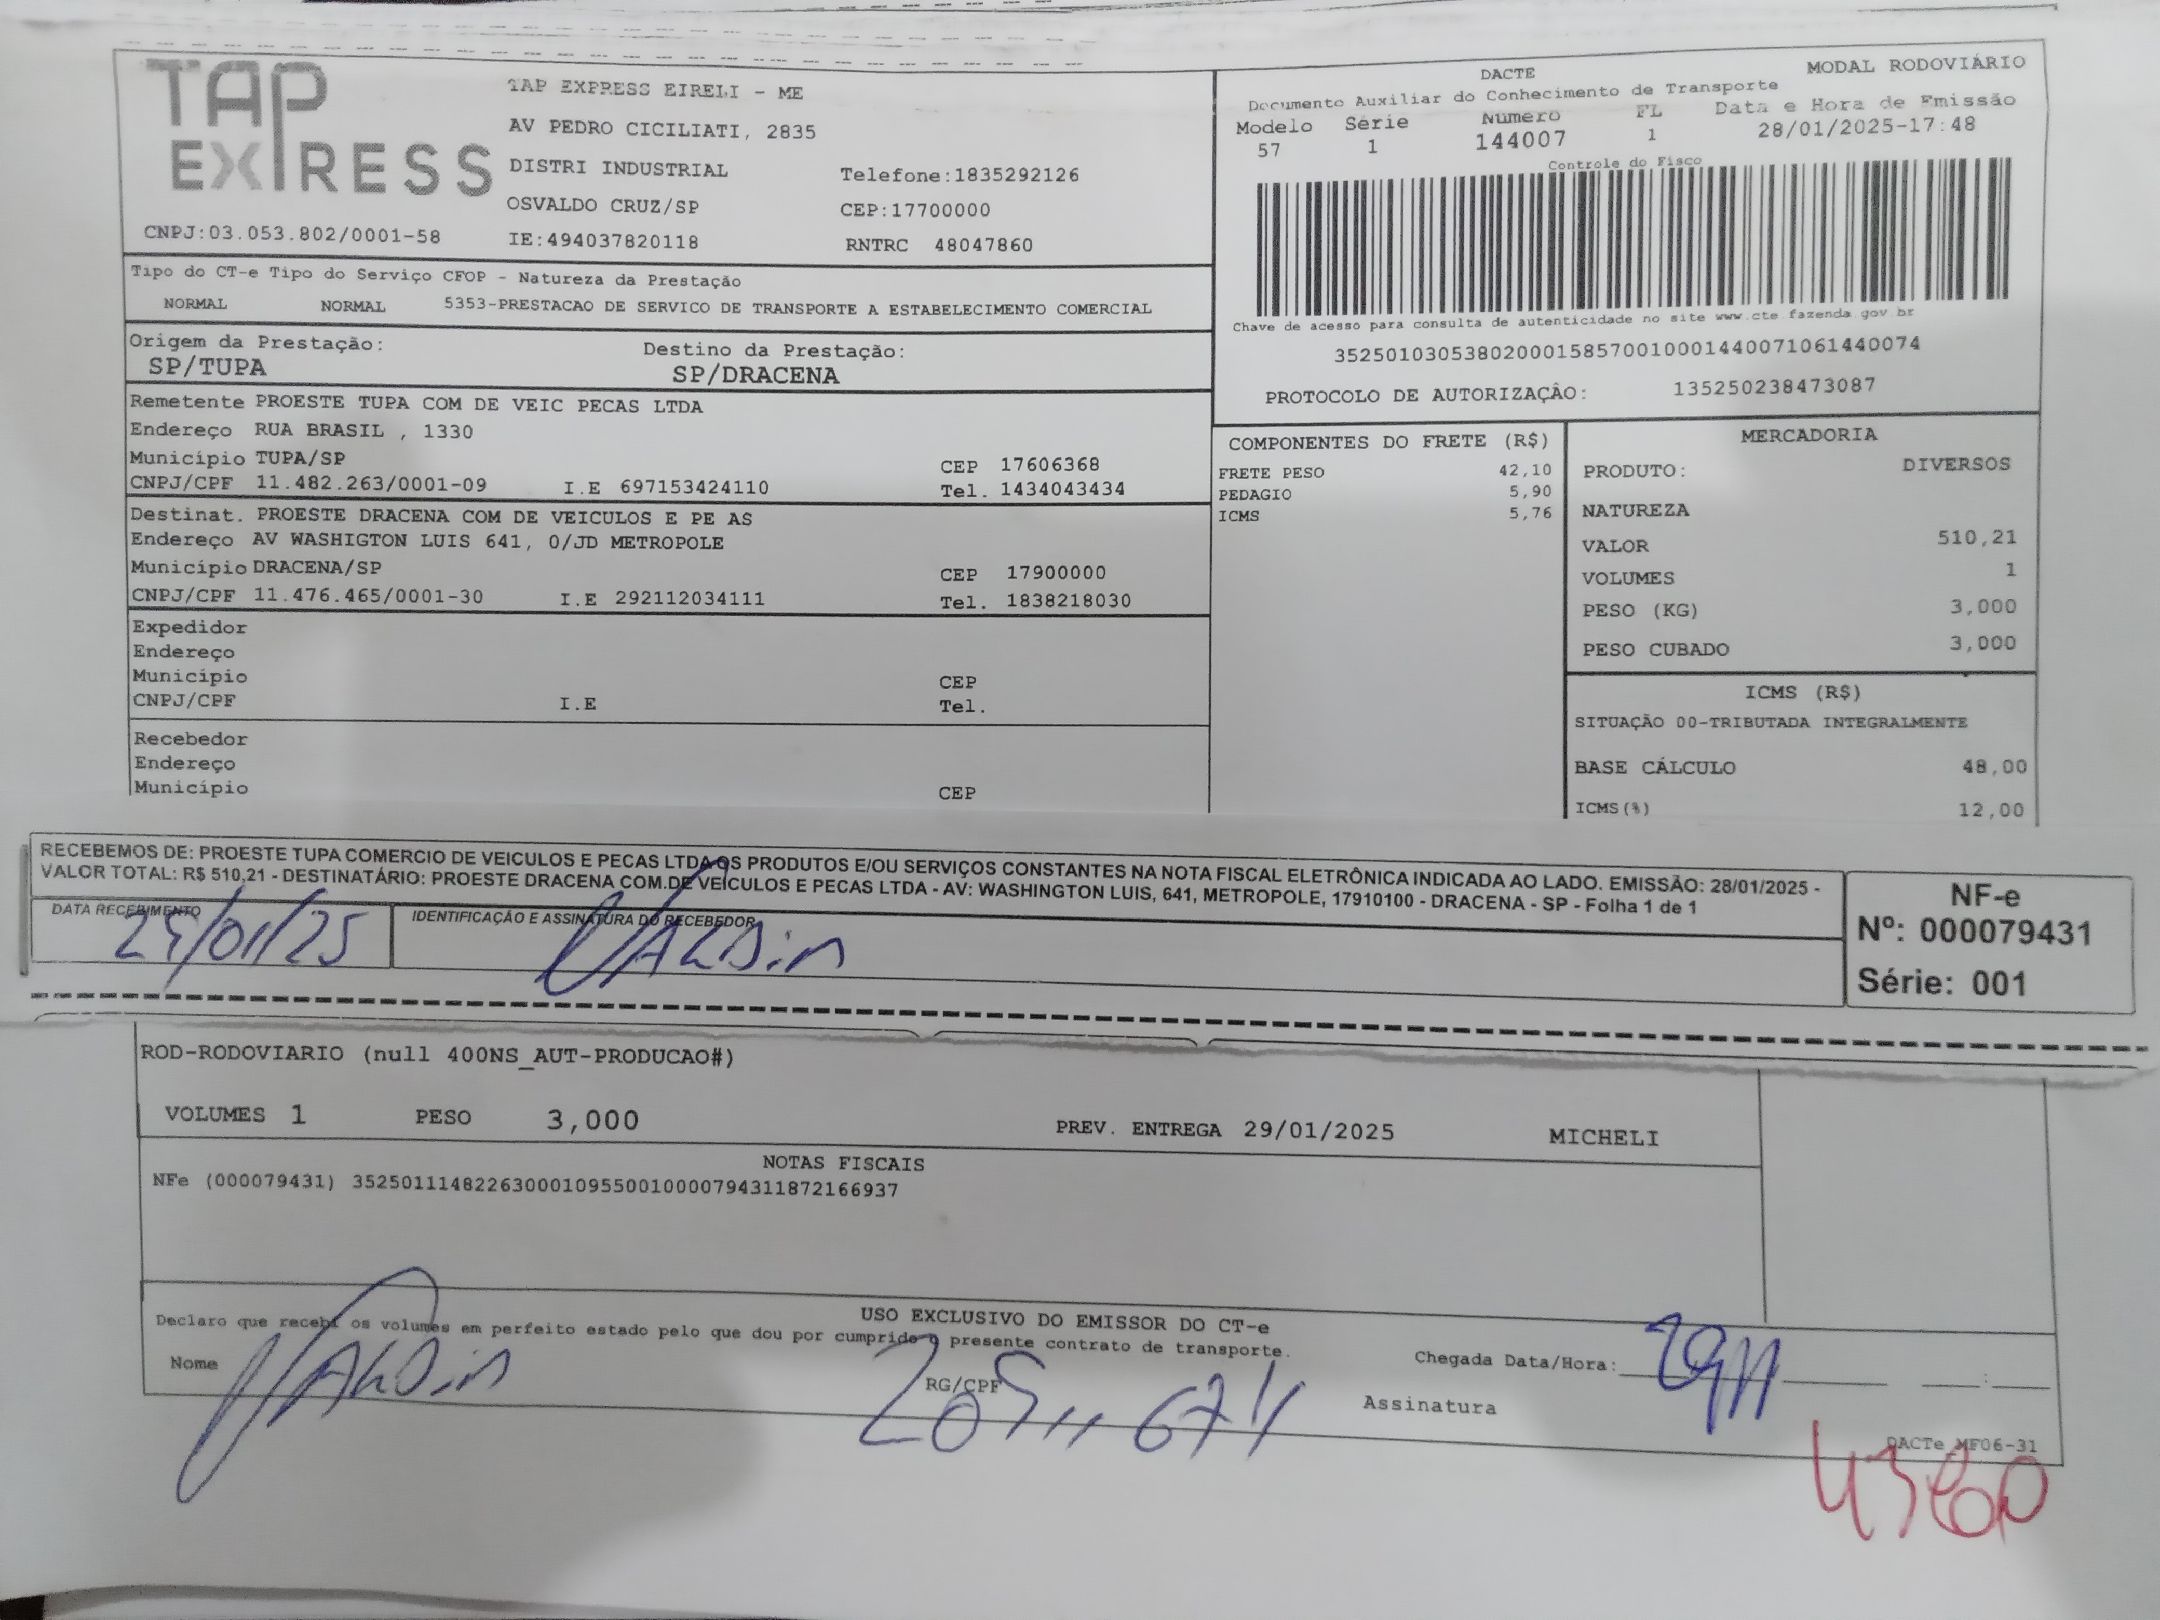 TAP EXPRESS
TAP EXPRESS EIRELI - ME
AV PEDRO CICILIATI, 2835
DISTRI INDUSTRIAL Telefone:1835292126
OSVALDO CRUZ/SP CEP:17700000
CNPJ:03.053.802/0001-58 IE:494037820118 RNTRC 48047860
DACTE MODAL RODOVIÁRIO
Documento Auxiliar do Conhecimento de Transporte
Modelo Série Número FL Data e Hora de Emissão
57 1 144007 1 28/01/2025-17:48
Controle do Fisco
Chave de acesso para consulta de autenticidade no site www.cte.fazenda.gov.br
35250103053802000158570010001440071061440074
PROTOCOLO DE AUTORIZAÇÂO: 135250238473087
Tipo do CT-e Tipo do Serviço CFOP - Natureza da Prestação
NORMAL NORMAL 5353-PRESTACAO DE SERVICO DE TRANSPORTE A ESTABELECIMENTO COMERCIAL
Origem da Prestação: Destino da Prestação:
SP/TUPA SP/DRACENA
Remetente PROESTE TUPA COM DE VEIC PECAS LTDA
Endereço RUA BRASIL , 1330
Município TUPA/SP CEP 17606368
CNPJ/CPF 11.482.263/0001-09 I.E 697153424110 Tel. 1434043434
Destinat. PROESTE DRACENA COM DE VEICULOS E PE AS
Endereço AV WASHIGTON LUIS 641, 0/JD METROPOLE
Município DRACENA/SP CEP 17900000
CNPJ/CPF 11.476.465/0001-30 I.E 292112034111 Tel. 1838218030
Expedidor
Endereço
Município CEP
CNPJ/CPF I.E Tel.
Recebedor
Endereço
Município CEP
COMPONENTES DO FRETE (R$)
FRETE PESO 42,10
PEDAGIO 5,90
ICMS 5,76
MERCADORIA
PRODUTO: DIVERSOS
NATUREZA
VALOR 510,21
VOLUMES 1
PESO (KG) 3,000
PESO CUBADO 3,000
ICMS (R$)
SITUAÇÃO 00-TRIBUTADA INTEGRALMENTE
BASE CÁLCULO 48,00
ICMS(%) 12,00
RECEBEMOS DE: PROESTE TUPA COMERCIO DE VEICULOS E PECAS LTDA OS PRODUTOS E/OU SERVIÇOS CONSTANTES NA NOTA FISCAL ELETRÔNICA INDICADA AO LADO. EMISSÃO: 28/01/2025 -
VALOR TOTAL: R$ 510,21 - DESTINATÁRIO: PROESTE DRACENA COM.DE VEÍCULOS E PECAS LTDA - AV: WASHINGTON LUIS, 641, METROPOLE, 17910100 - DRACENA - SP - Folha 1 de 1
DATA RECEBIMENTO IDENTIFICAÇÃO E ASSINATURA DO RECEBEDOR
29/01/25 VALDIR
NF-e
Nº: 000079431
Série: 001
ROD-RODOVIARIO (null 400NS_AUT-PRODUCAO#)
VOLUMES 1 PESO 3,000 PREV. ENTREGA 29/01/2025 MICHELI
NOTAS FISCAIS
NFe (000079431) 35250111482263000109550010000794311872166937
USO EXCLUSIVO DO EMISSOR DO CT-e
Declaro que recebi os volumes em perfeito estado pelo que dou por cumprido o presente contrato de transporte.
Nome VALDIR RG/CPF Chegada Data/Hora: :
Assinatura
DACTe_MF06-31